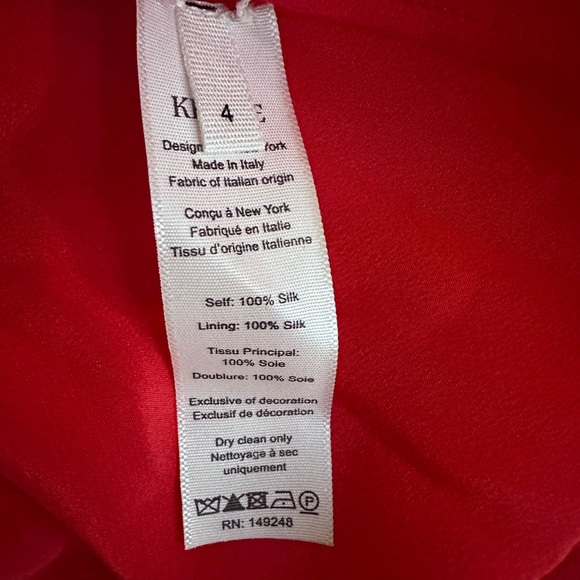 4
Made in Italy
Fabric of Italian origin
Conçu à New York
Fabriqué en Italie
Tissu d'origine Italienne
Self: 100% Silk
Lining: 100% Silk
Tissu Principal:
100% Soie
Doublure: 100% Soie
Exclusive of decoration
Exclusif de décoration
Dry clean only
Nettoyage à sec
uniquement
P
RN: 149248